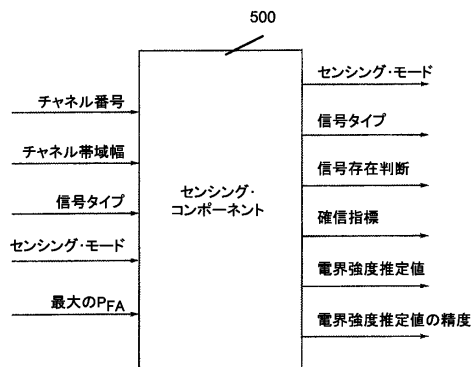 500
チャネル番号
チャネル帯域幅
信号タイプ
センシング・モード
最大のPFA
センシング・
コンポーネント
センシング・モード
信号タイプ
信号存在判断
確信指標
電界強度推定値
電界強度推定値の精度